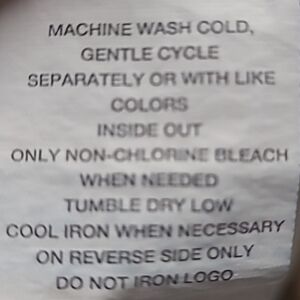 MACHINE WASH COLD,
GENTLE CYCLE
SEPARATELY OR WITH LIKE
COLORS
INSIDE OUT
ONLY NON-CHLORINE BLEACH
WHEN NEEDED
TUMBLE DRY LOW
COOL IRON WHEN NECESSARY
ON REVERSE SIDE ONLY
DO NOT IRON LOGO